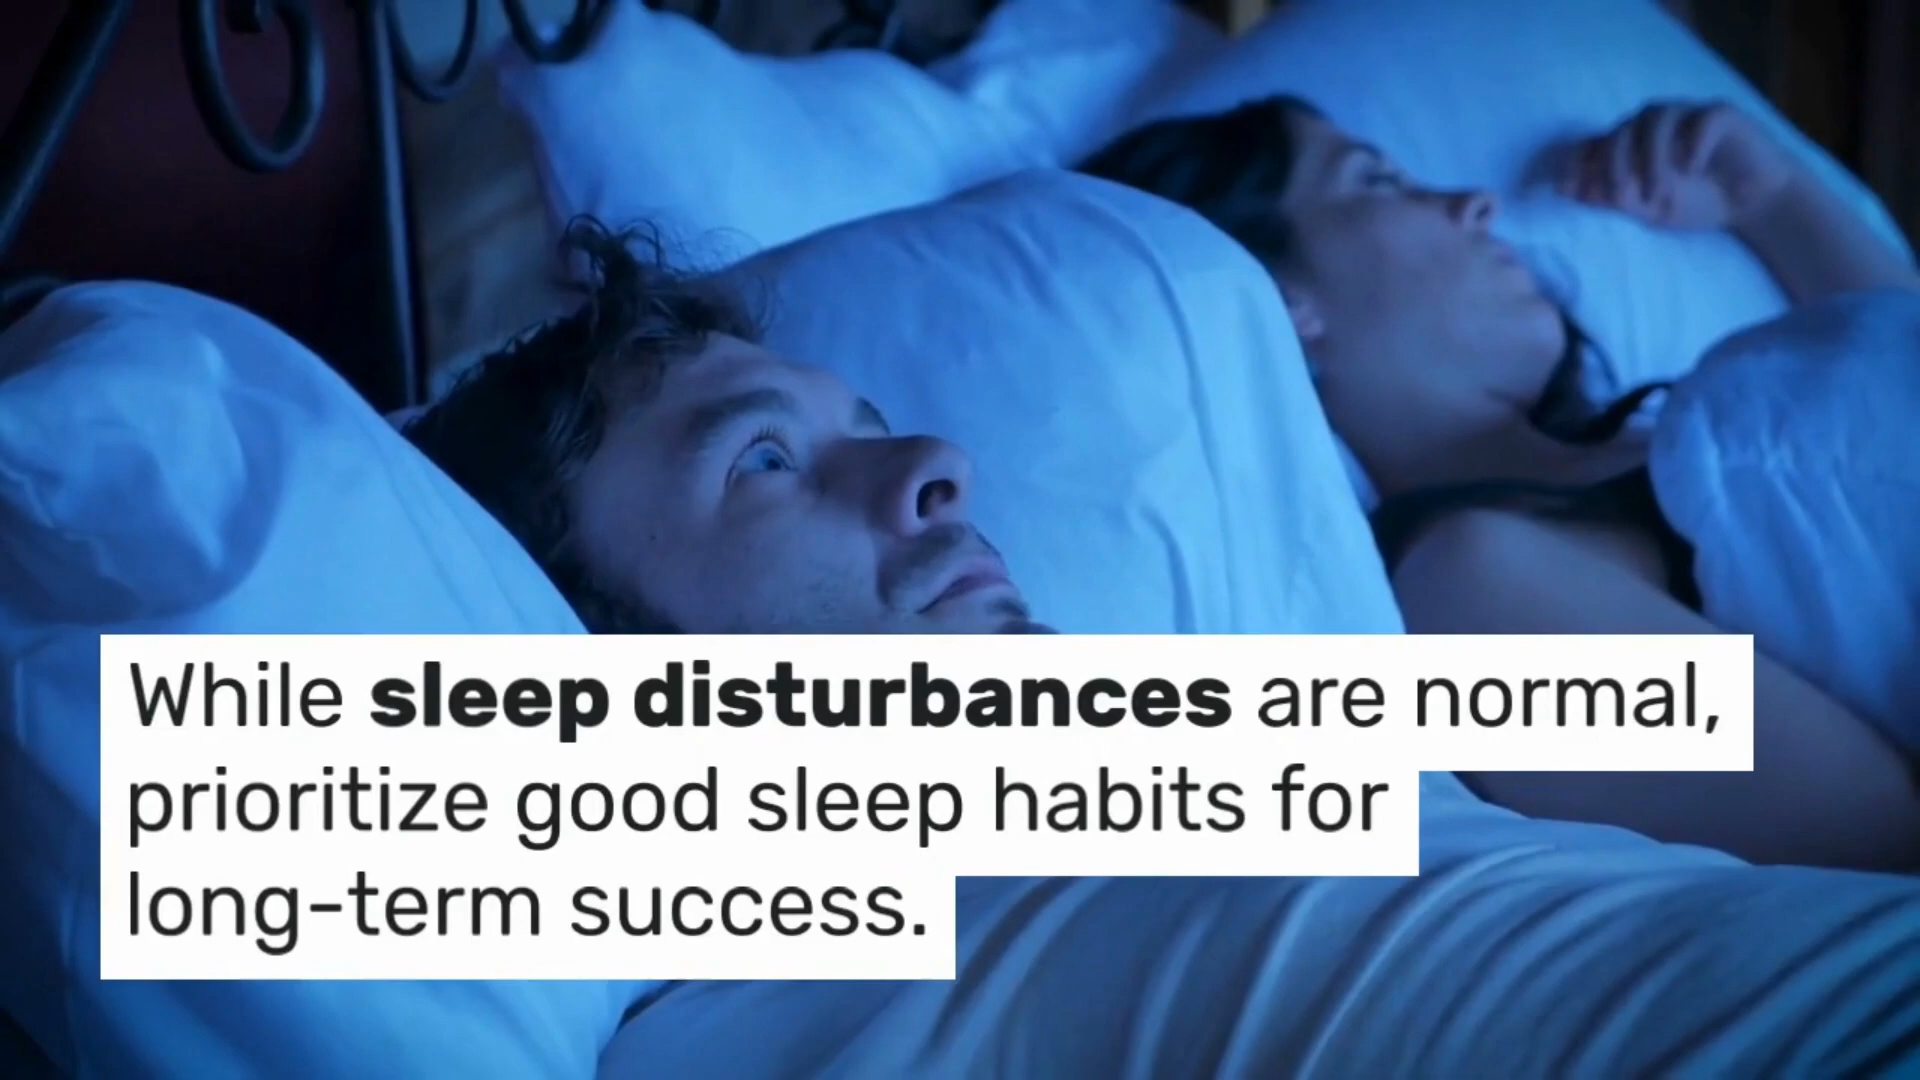 While sleep disturbances are normal,
prioritize good sleep habits for
long-term success.